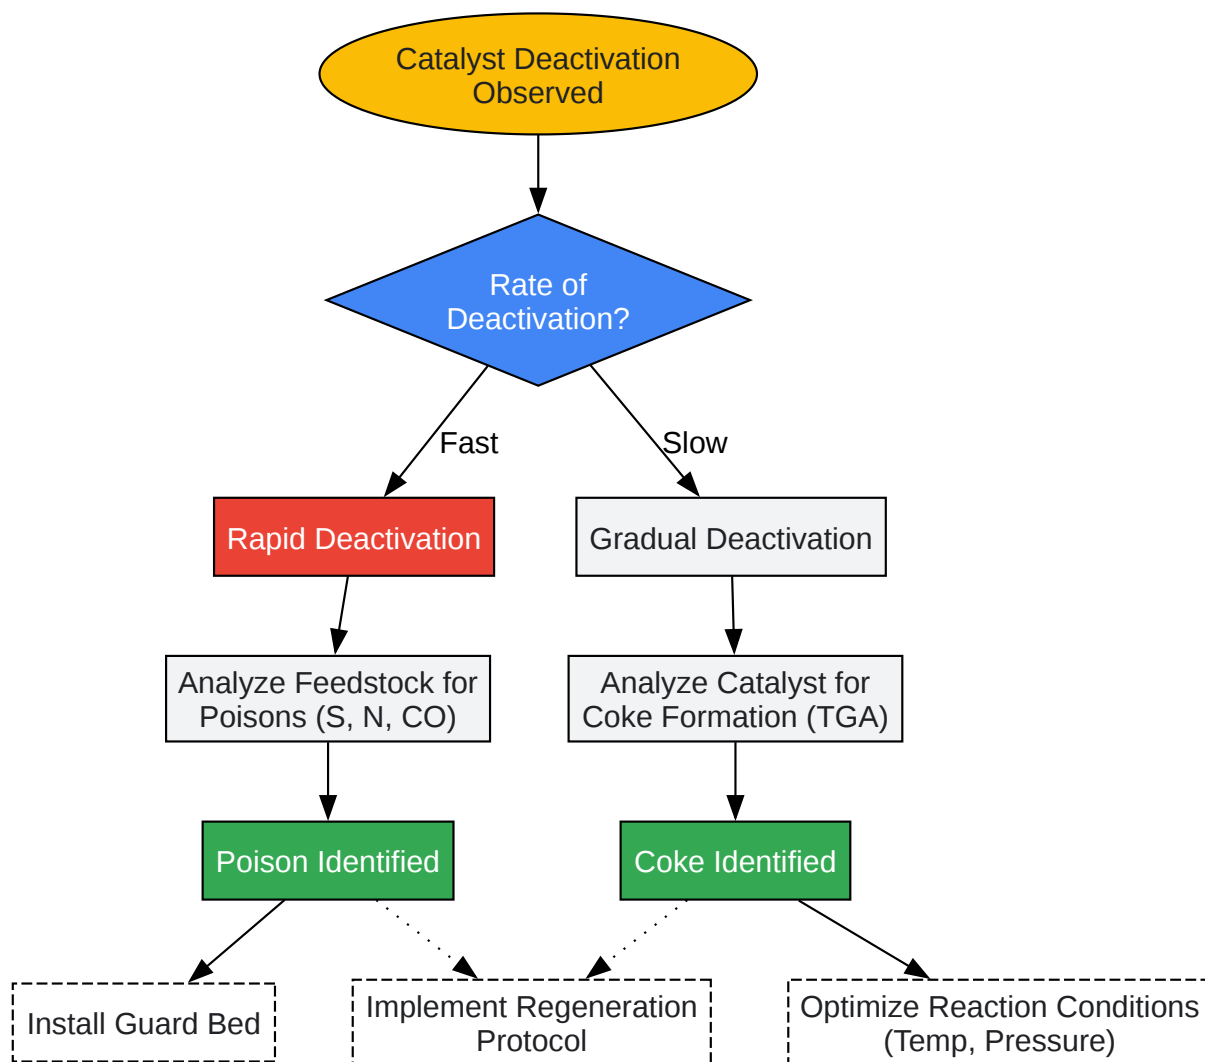 Catalyst Deactivation
Observed
Rate of
Deactivation?
Fast
Slow
Rapid Deactivation
Gradual Deactivation
Analyze Feedstock for
Poisons (S, N, CO)
Analyze Catalyst for
Coke Formation (TGA)
Poison Identified
Coke Identified
Install Guard Bed
Implement Regeneration
Protocol
Optimize Reaction Conditions
(Temp, Pressure)